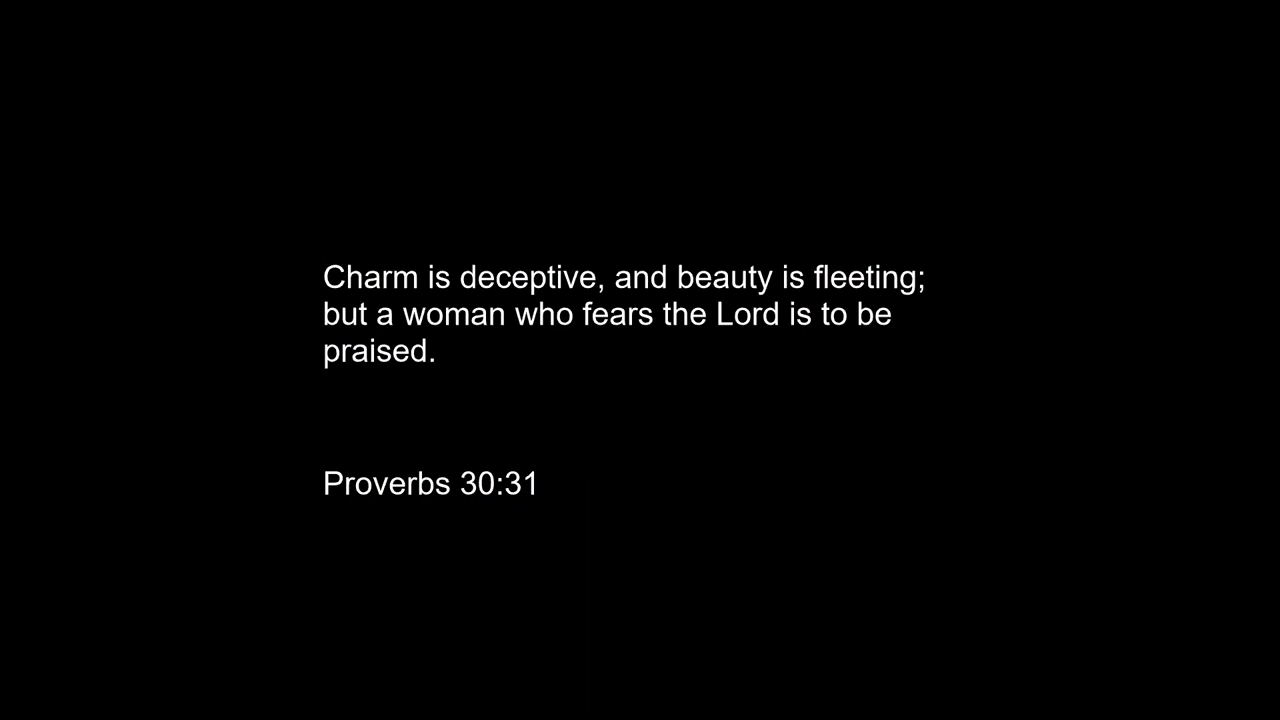 Charm is deceptive, and beauty is fleeting;
but a woman who fears the Lord is to be
praised.
Proverbs 30:31